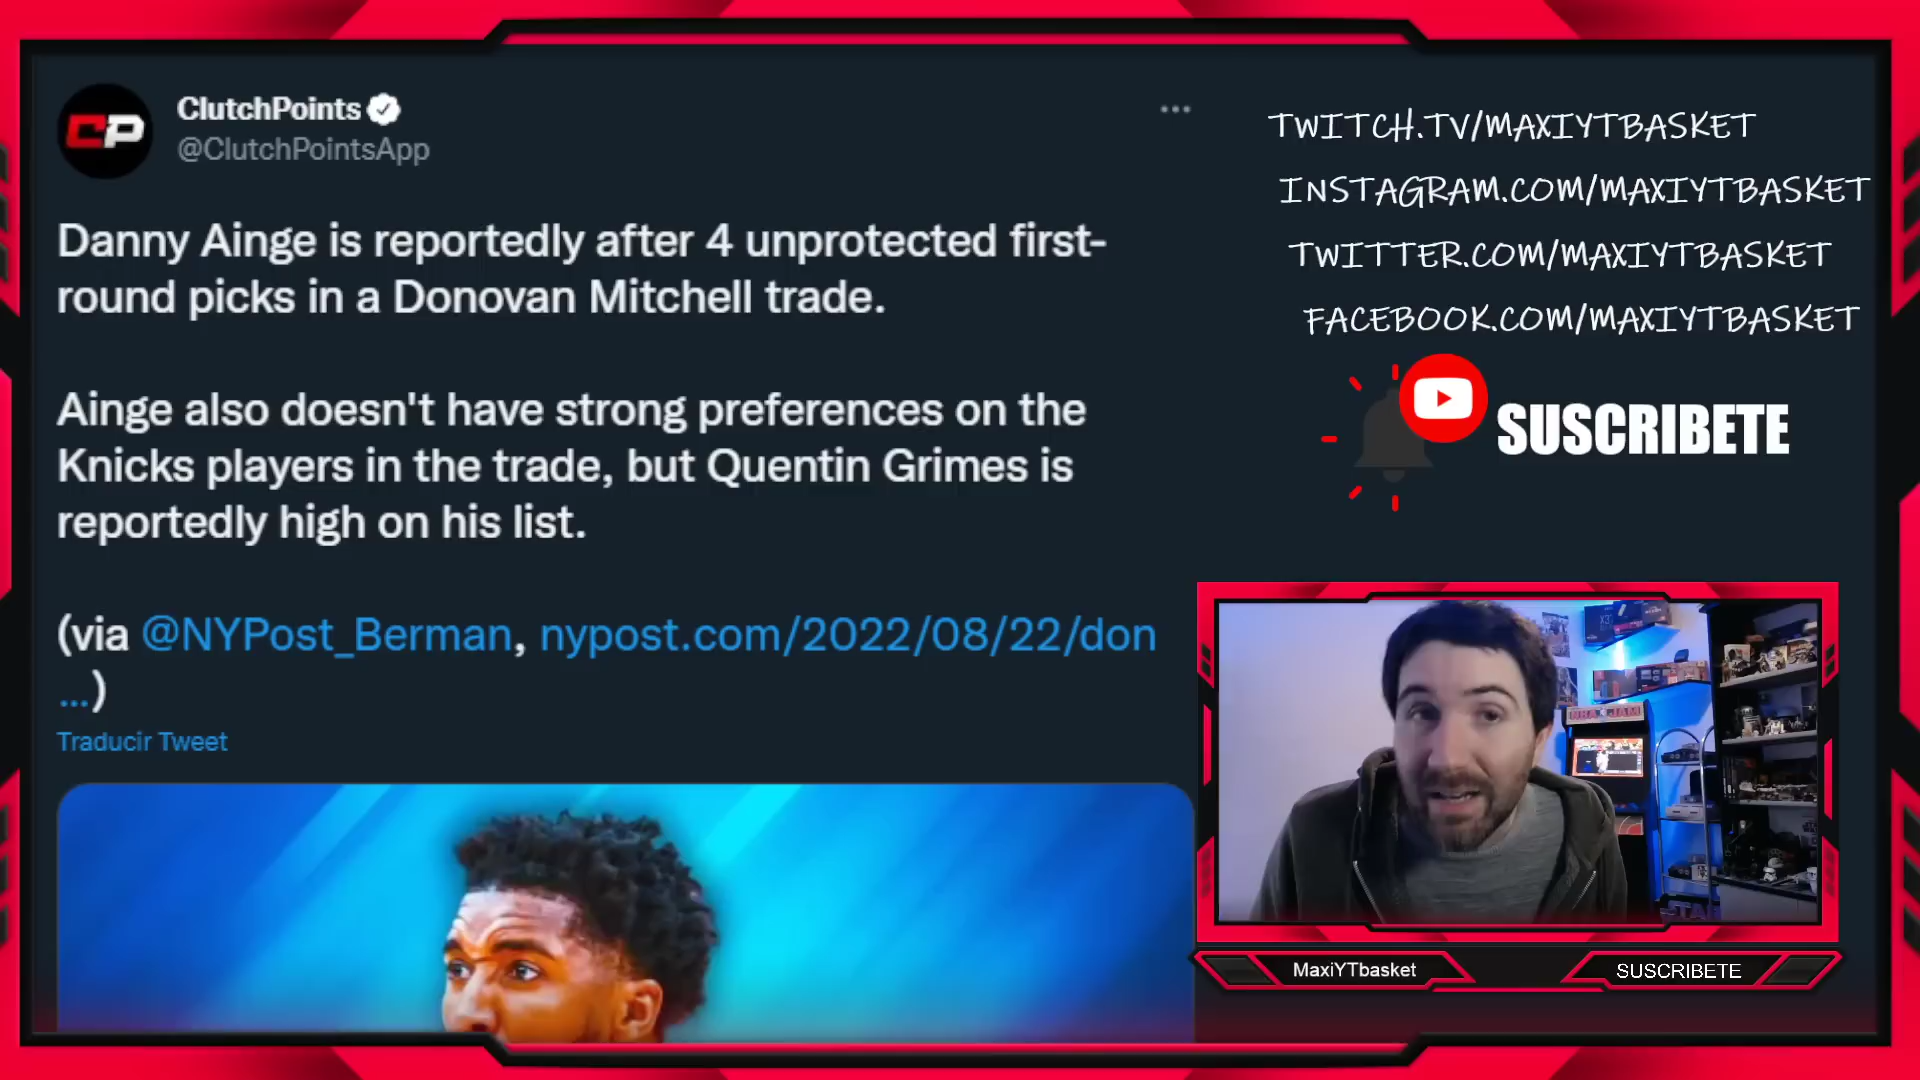 CP
ClutchPoints
@ClutchPointsApp
Danny Ainge is reportedly after 4 unprotected first-
round picks in a Donovan Mitchell trade.
Ainge also doesn't have strong preferences on the
Knicks players in the trade, but Quentin Grimes is
reportedly high on his list.
(via @NYPost_Berman, nypost.com/2022/08/22/don
...)
Traducir Tweet
TWITCH.TV/MAXIYTBASKET
INSTAGRAM.COM/MAXIYTBASKET
TWITTER.COM/MAXIYTBASKET
FACEBOOK.COM/MAXIYTBASKET
SUSCRIBETE
NBA JAM
MaxiYTbasket
SUSCRIBETE